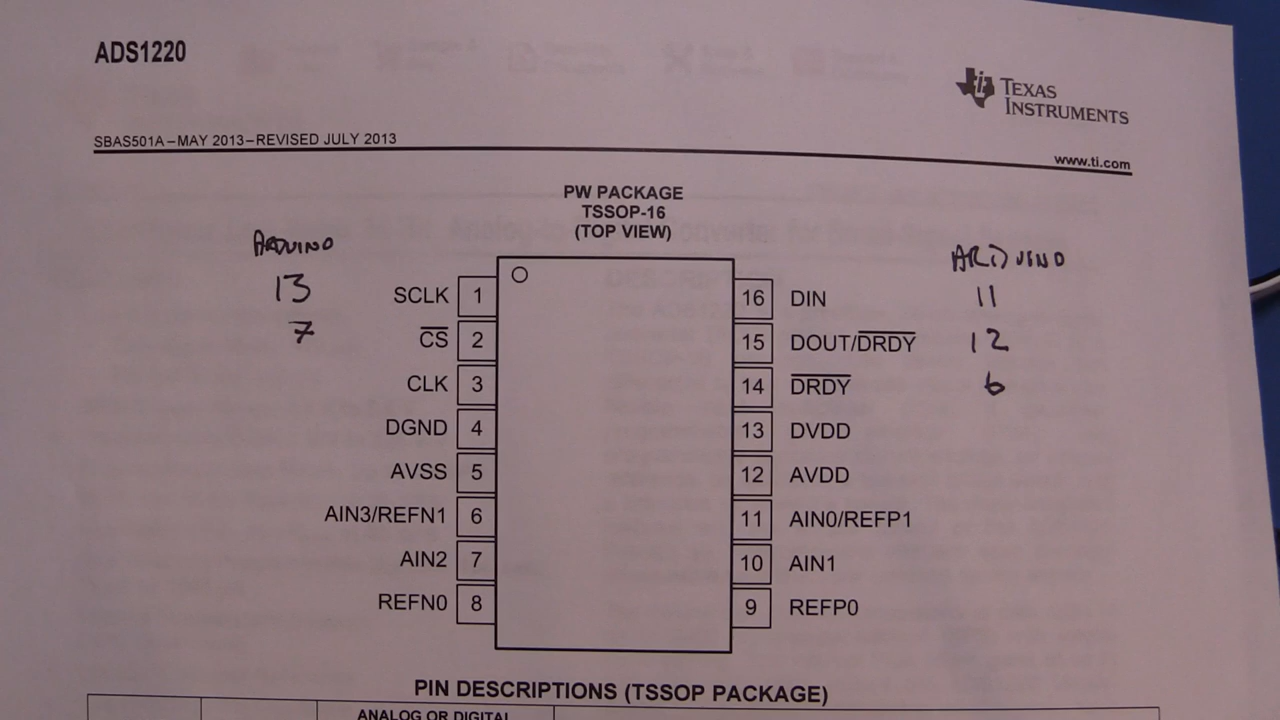 ADS1220
TEXAS
INSTRUMENTS
SBAS501A–MAY 2013–REVISED JULY 2013
www.ti.com
PW PACKAGE
TSSOP-16
(TOP VIEW)
ARDUINO
ARDUINO
13 SCLK 1 16 DIN 11
7 CS 2 15 DOUT/DRDY 12
CLK 3 14 DRDY 6
DGND 4 13 DVDD
AVSS 5 12 AVDD
AIN3/REFN1 6 11 AIN0/REFP1
AIN2 7 10 AIN1
REFN0 8 9 REFP0
PIN DESCRIPTIONS (TSSOP PACKAGE)
ANALOG OR DIGITAL